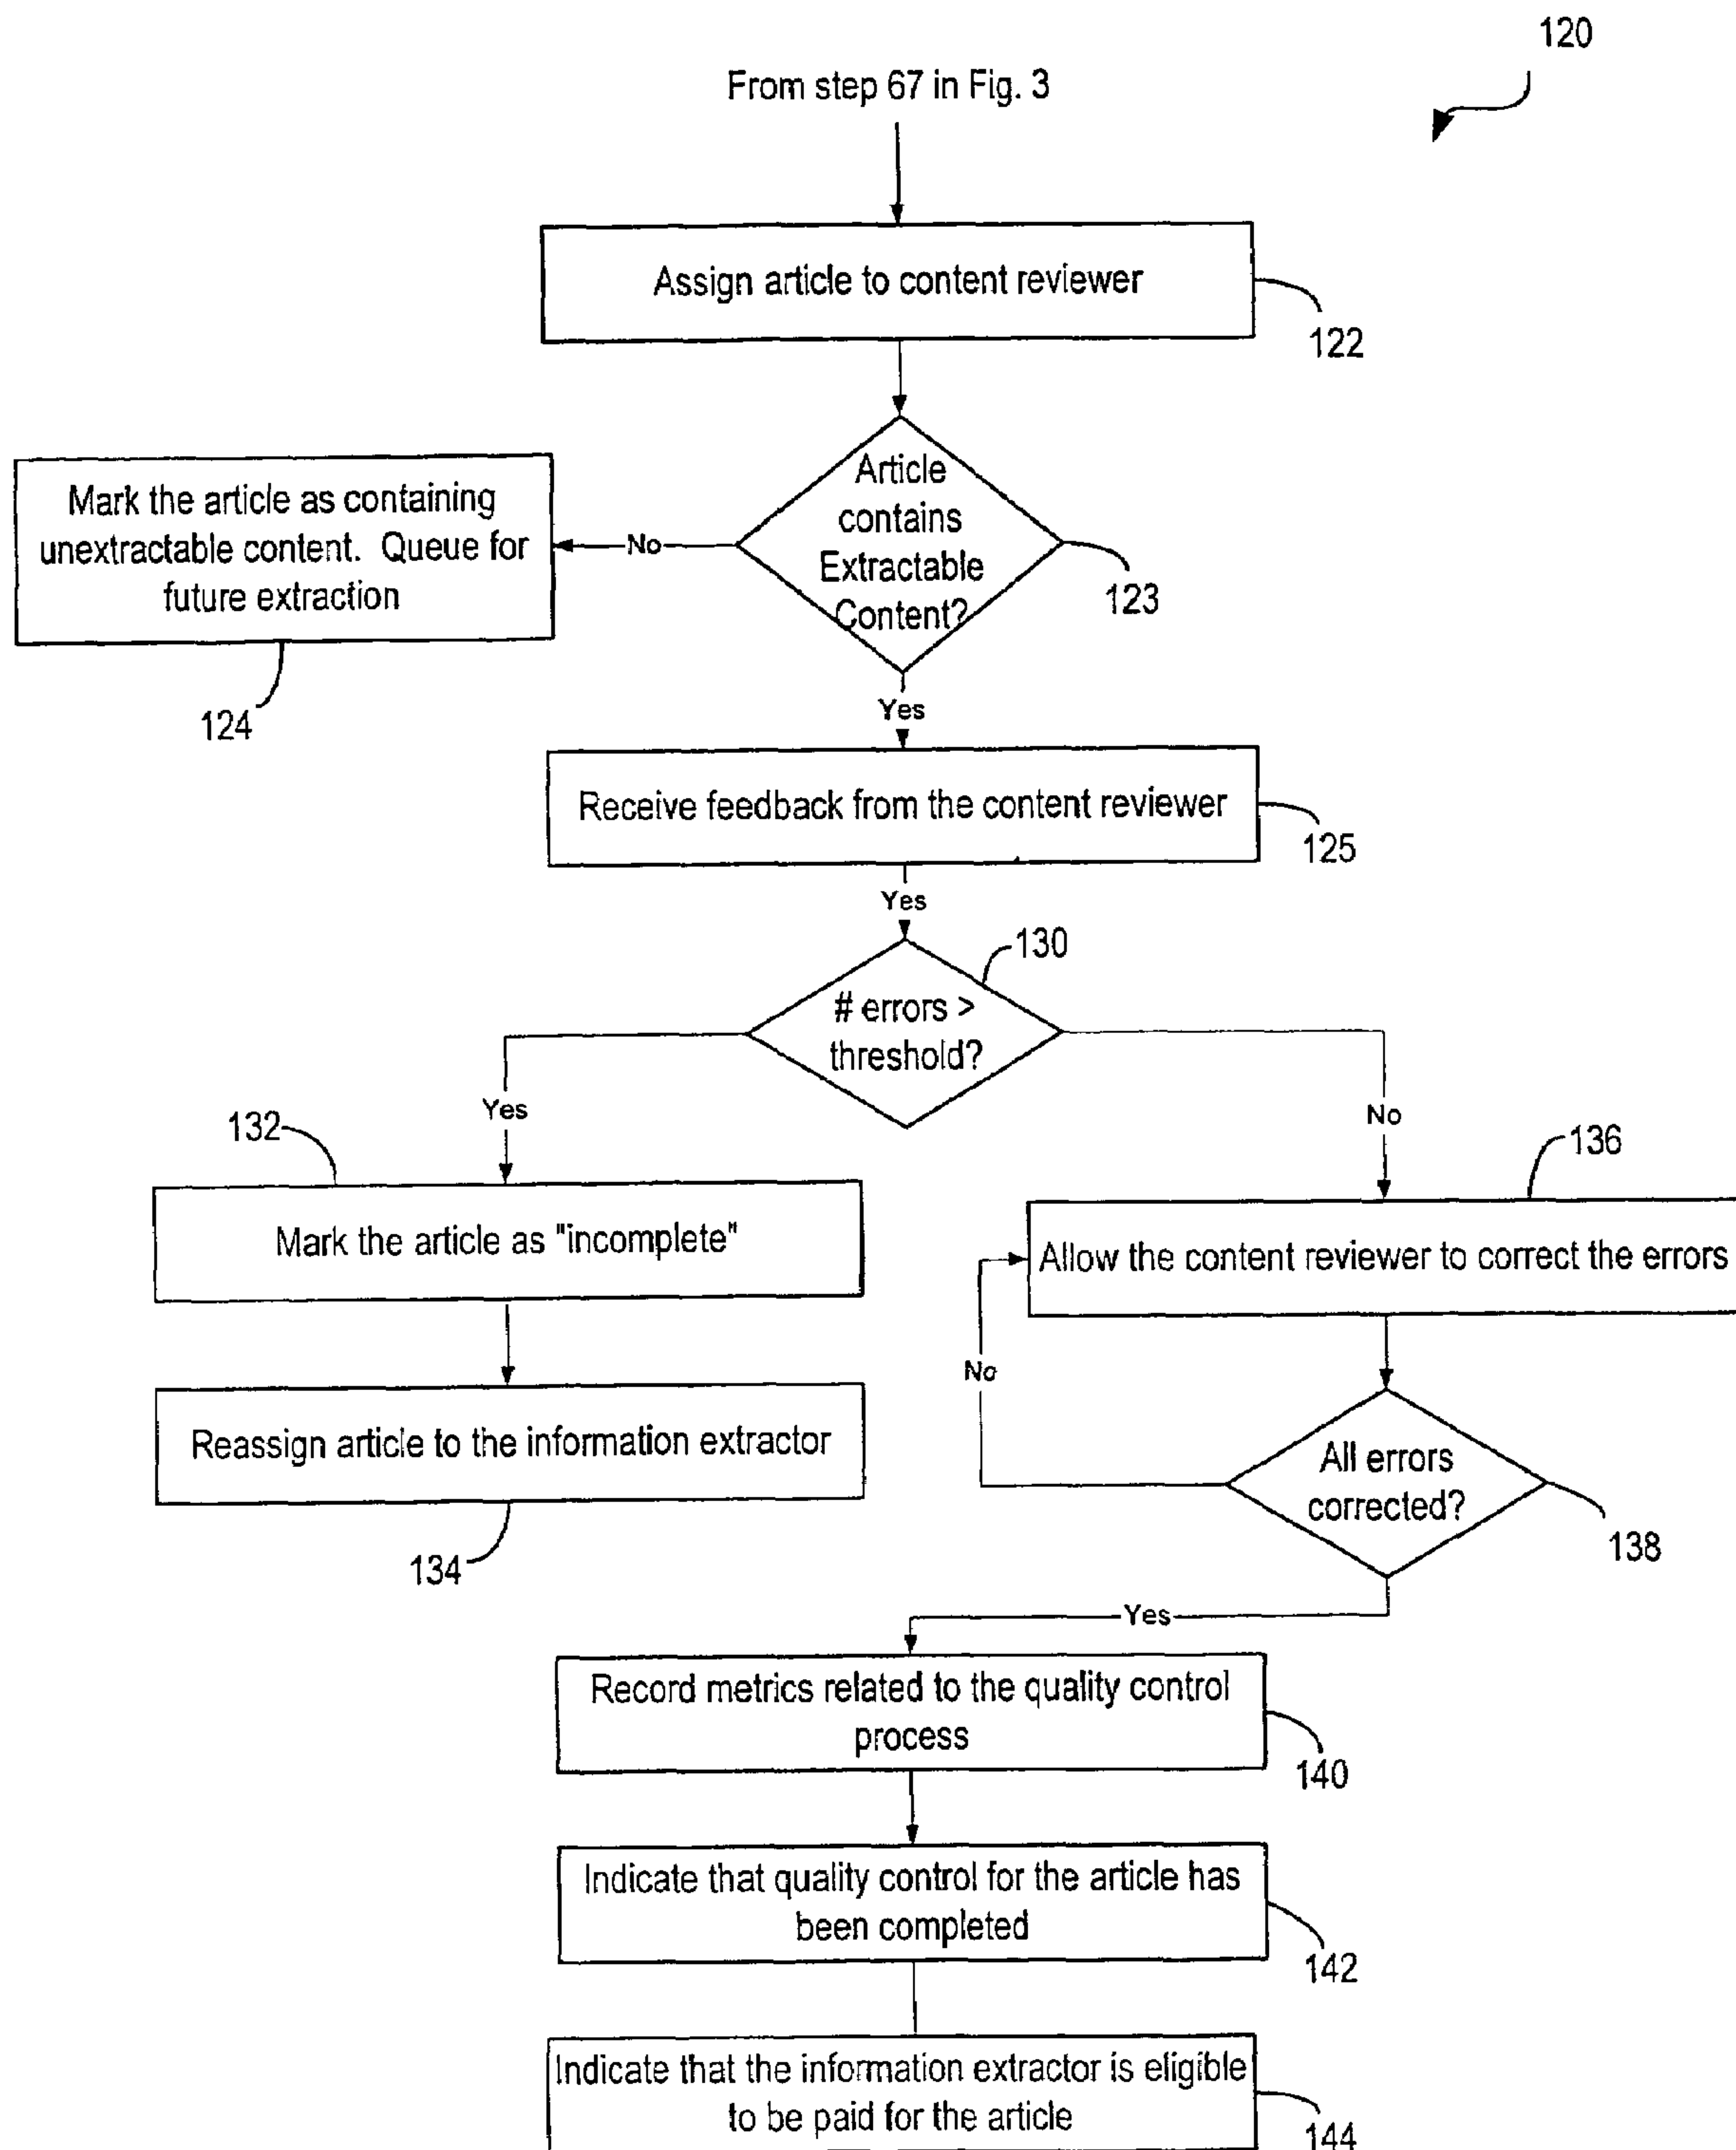 120
From step 67 in Fig. 3
Assign article to content reviewer
122
Article
contains
Extractable
Content?
123
No
Mark the article as containing
unextractable content. Queue for
future extraction
124
Yes
Receive feedback from the content reviewer
125
Yes
130
# errors >
threshold?
Yes
No
132
Mark the article as "incomplete"
136
Allow the content reviewer to correct the errors
No
Reassign article to the information extractor
134
All errors
corrected?
138
Yes
Record metrics related to the quality control
process
140
Indicate that quality control for the article has
been completed
142
Indicate that the information extractor is eligible
to be paid for the article
144